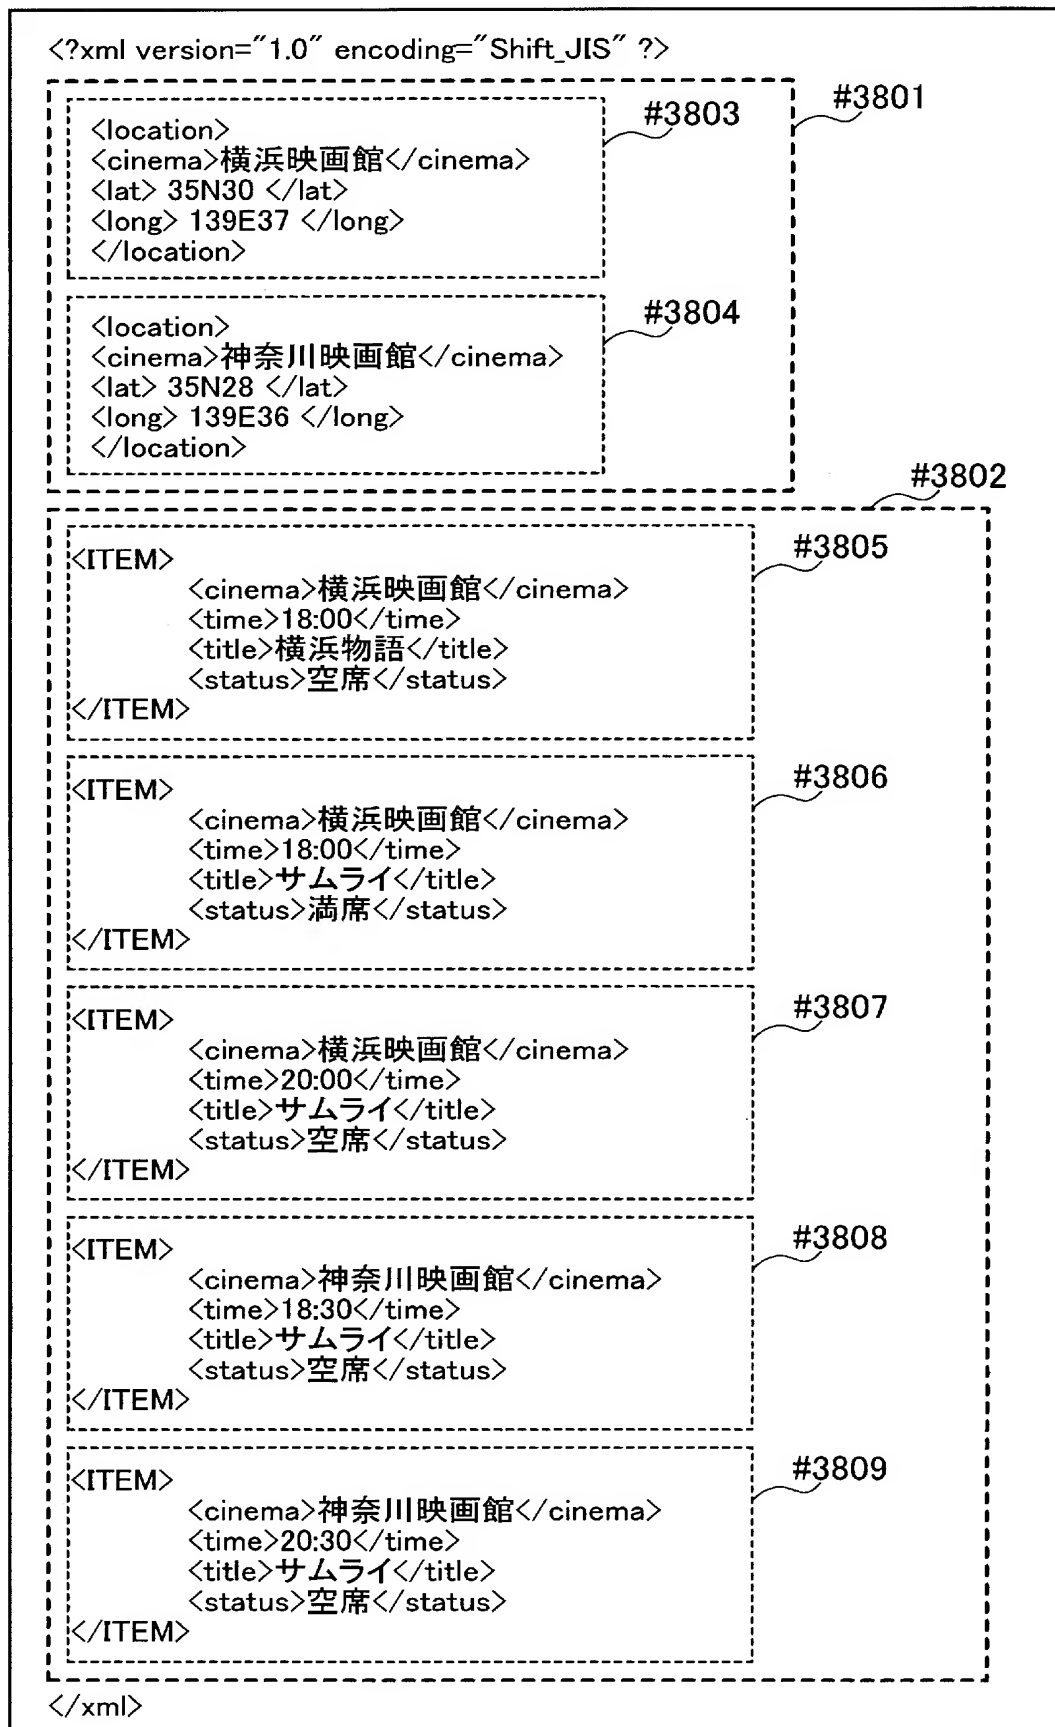 <?xml version="1.0" encoding="Shift_JIS" ?>
#3801
#3803
<location>
<cinema>横浜映画館</cinema>
<lat> 35N30 </lat>
<long> 139E37 </long>
</location>
#3804
<location>
<cinema>神奈川映画館</cinema>
<lat> 35N28 </lat>
<long> 139E36 </long>
</location>
#3802
#3805
<ITEM>
<cinema>横浜映画館</cinema>
<time>18:00</time>
<title>横浜物語</title>
<status>空席</status>
</ITEM>
#3806
<ITEM>
<cinema>横浜映画館</cinema>
<time>18:00</time>
<title>サムライ</title>
<status>満席</status>
</ITEM>
#3807
<ITEM>
<cinema>横浜映画館</cinema>
<time>20:00</time>
<title>サムライ</title>
<status>空席</status>
</ITEM>
#3808
<ITEM>
<cinema>神奈川映画館</cinema>
<time>18:30</time>
<title>サムライ</title>
<status>空席</status>
</ITEM>
#3809
<ITEM>
<cinema>神奈川映画館</cinema>
<time>20:30</time>
<title>サムライ</title>
<status>空席</status>
</ITEM>
</xml>